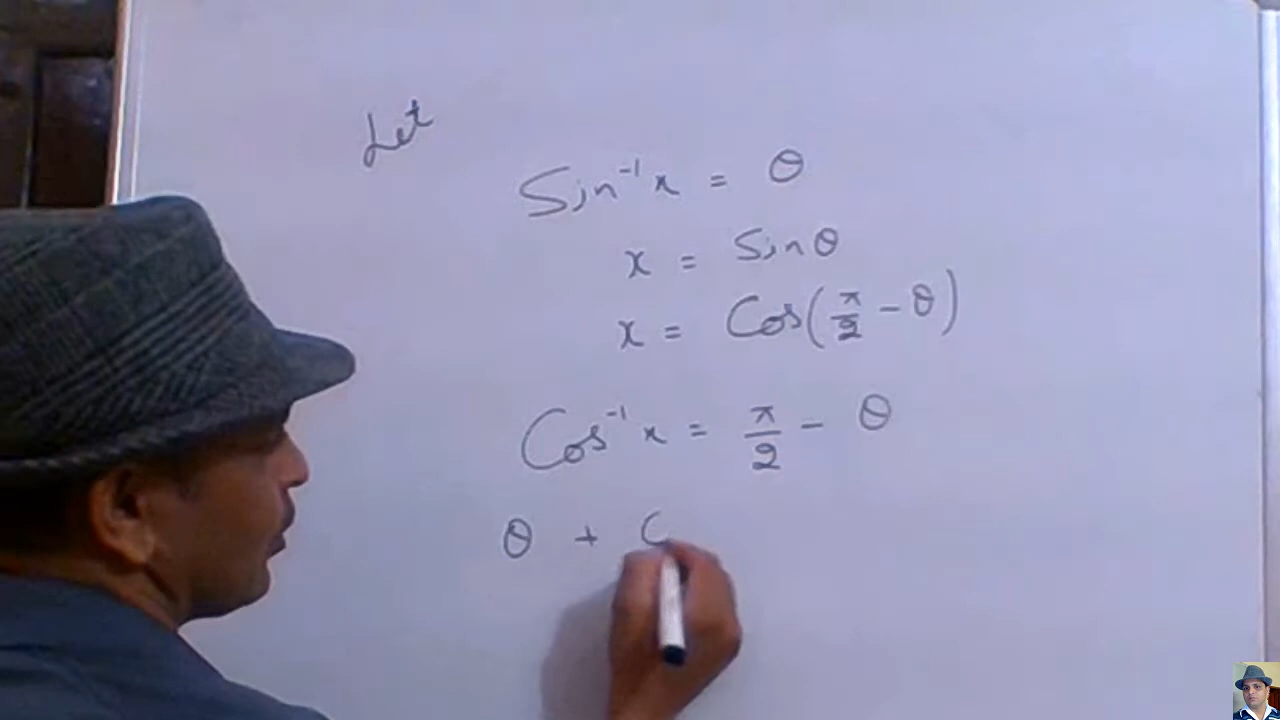 Let
Sin⁻¹x = θ
x = Sinθ
x = Cos(π/2 - θ)
Cos⁻¹x = π/2 - θ
θ + C